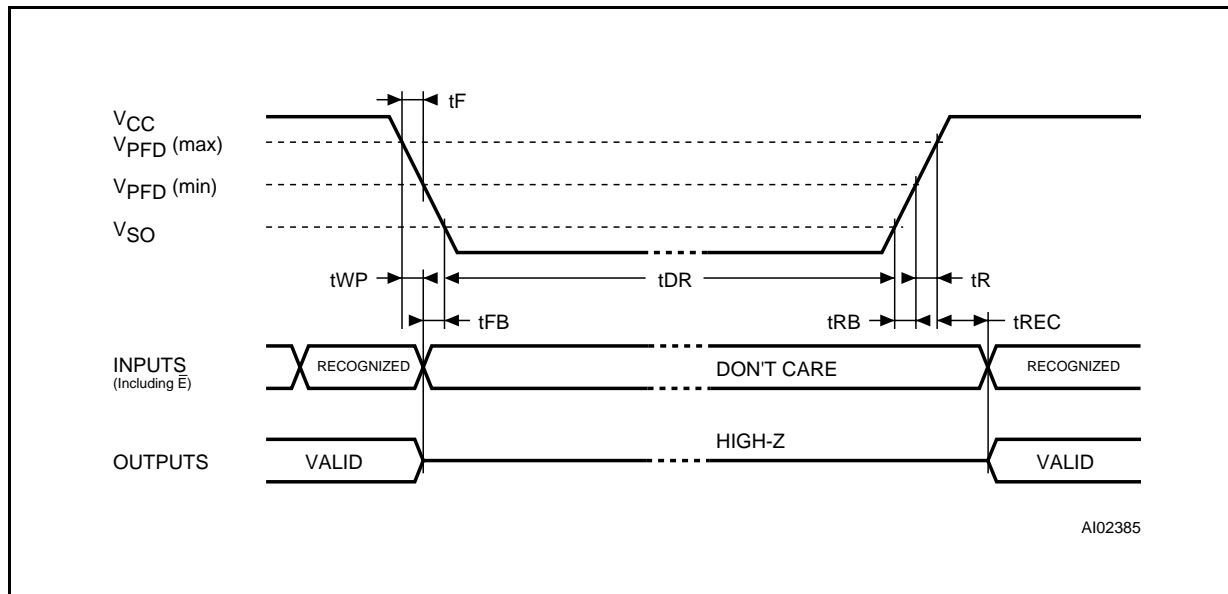 tF
VCC
VPFD (max)
VPFD (min)
VSO
tWP tDR tR
tFB tRB tREC
INPUTS RECOGNIZED DON'T CARE RECOGNIZED
(Including E̅)
HIGH-Z
OUTPUTS VALID VALID
AI02385